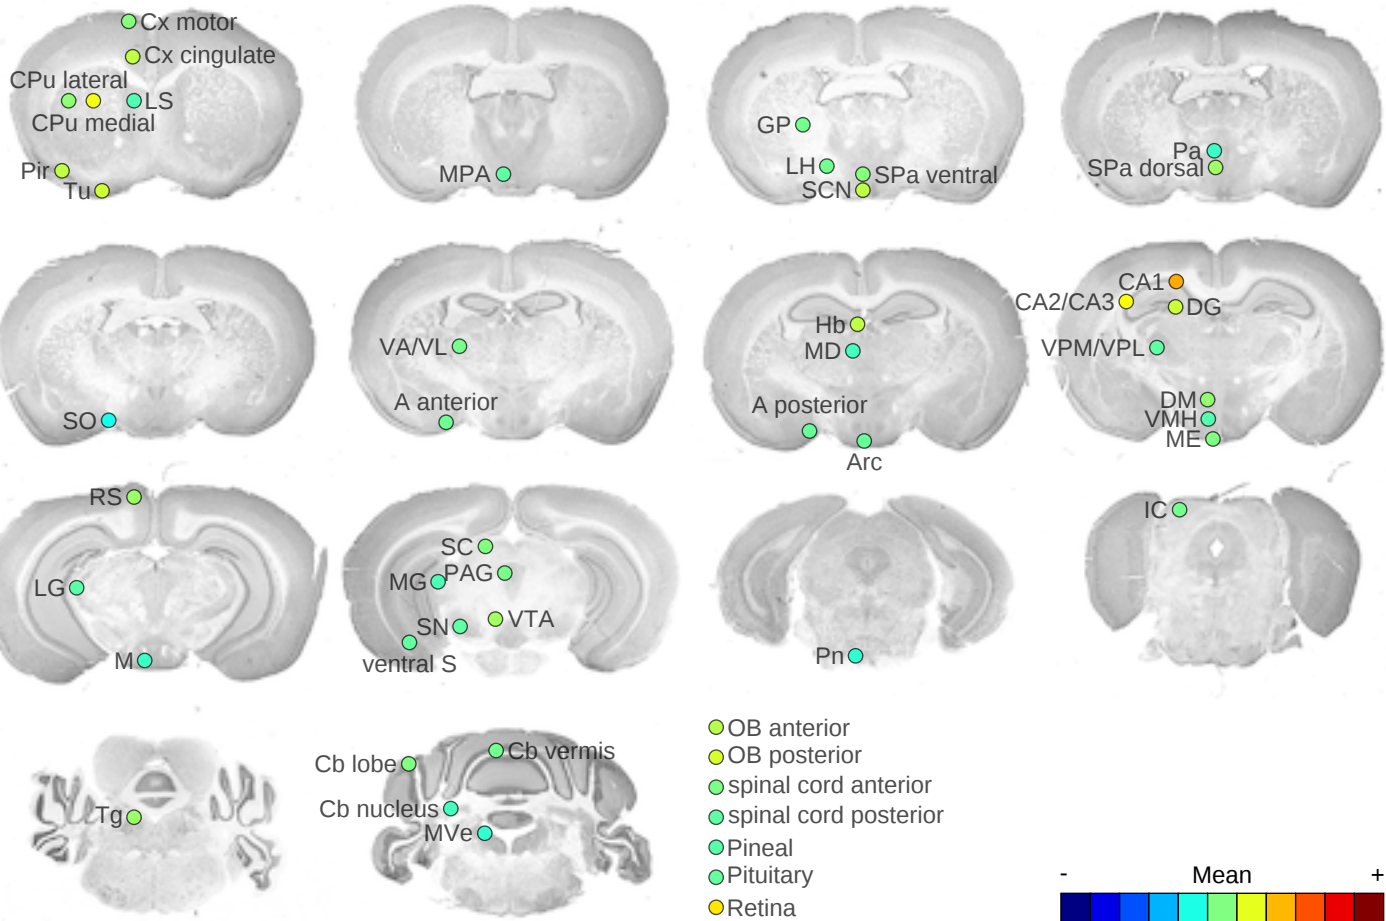 Cx motor
Cx cingulate
CPu lateral
LS
CPu medial
Pir
Tu
MPA
GP
LH
SPa ventral
SCN
Pa
SPa dorsal
SO
VA/VL
A anterior
Hb
MD
A posterior
Arc
CA1
CA2/CA3
DG
VPM/VPL
DM
VMH
ME
RS
LG
M
SC
PAG
MG
VTA
SN
ventral S
Pn
IC
Tg
Cb lobe
Cb vermis
Cb nucleus
MVe
OB anterior
OB posterior
spinal cord anterior
spinal cord posterior
Pineal
Pituitary
Retina
- Mean +